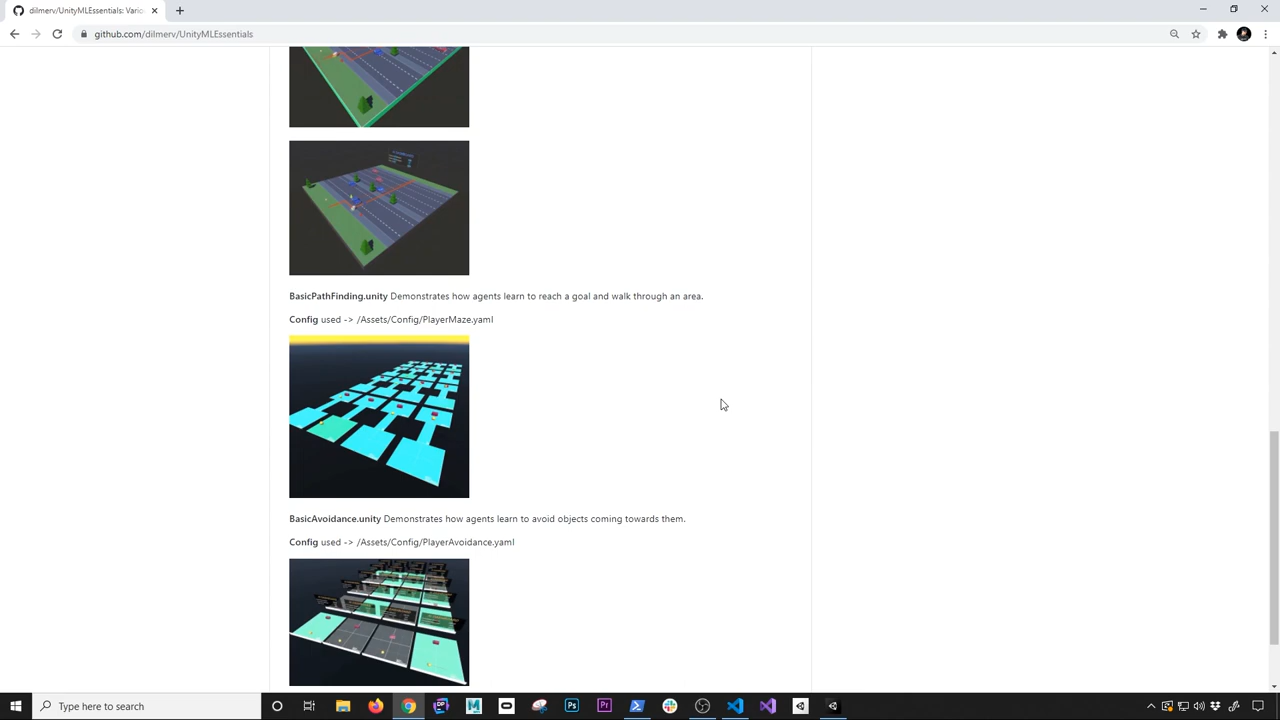 dilmerv/UnityMLEssentials: Vario
github.com/dilmerv/UnityMLEssentials
BasicPathFinding.unity Demonstrates how agents learn to reach a goal and walk through an area.
Config used -> /Assets/Config/PlayerMaze.yaml
BasicAvoidance.unity Demonstrates how agents learn to avoid objects coming towards them.
Config used -> /Assets/Config/PlayerAvoidance.yaml
Type here to search